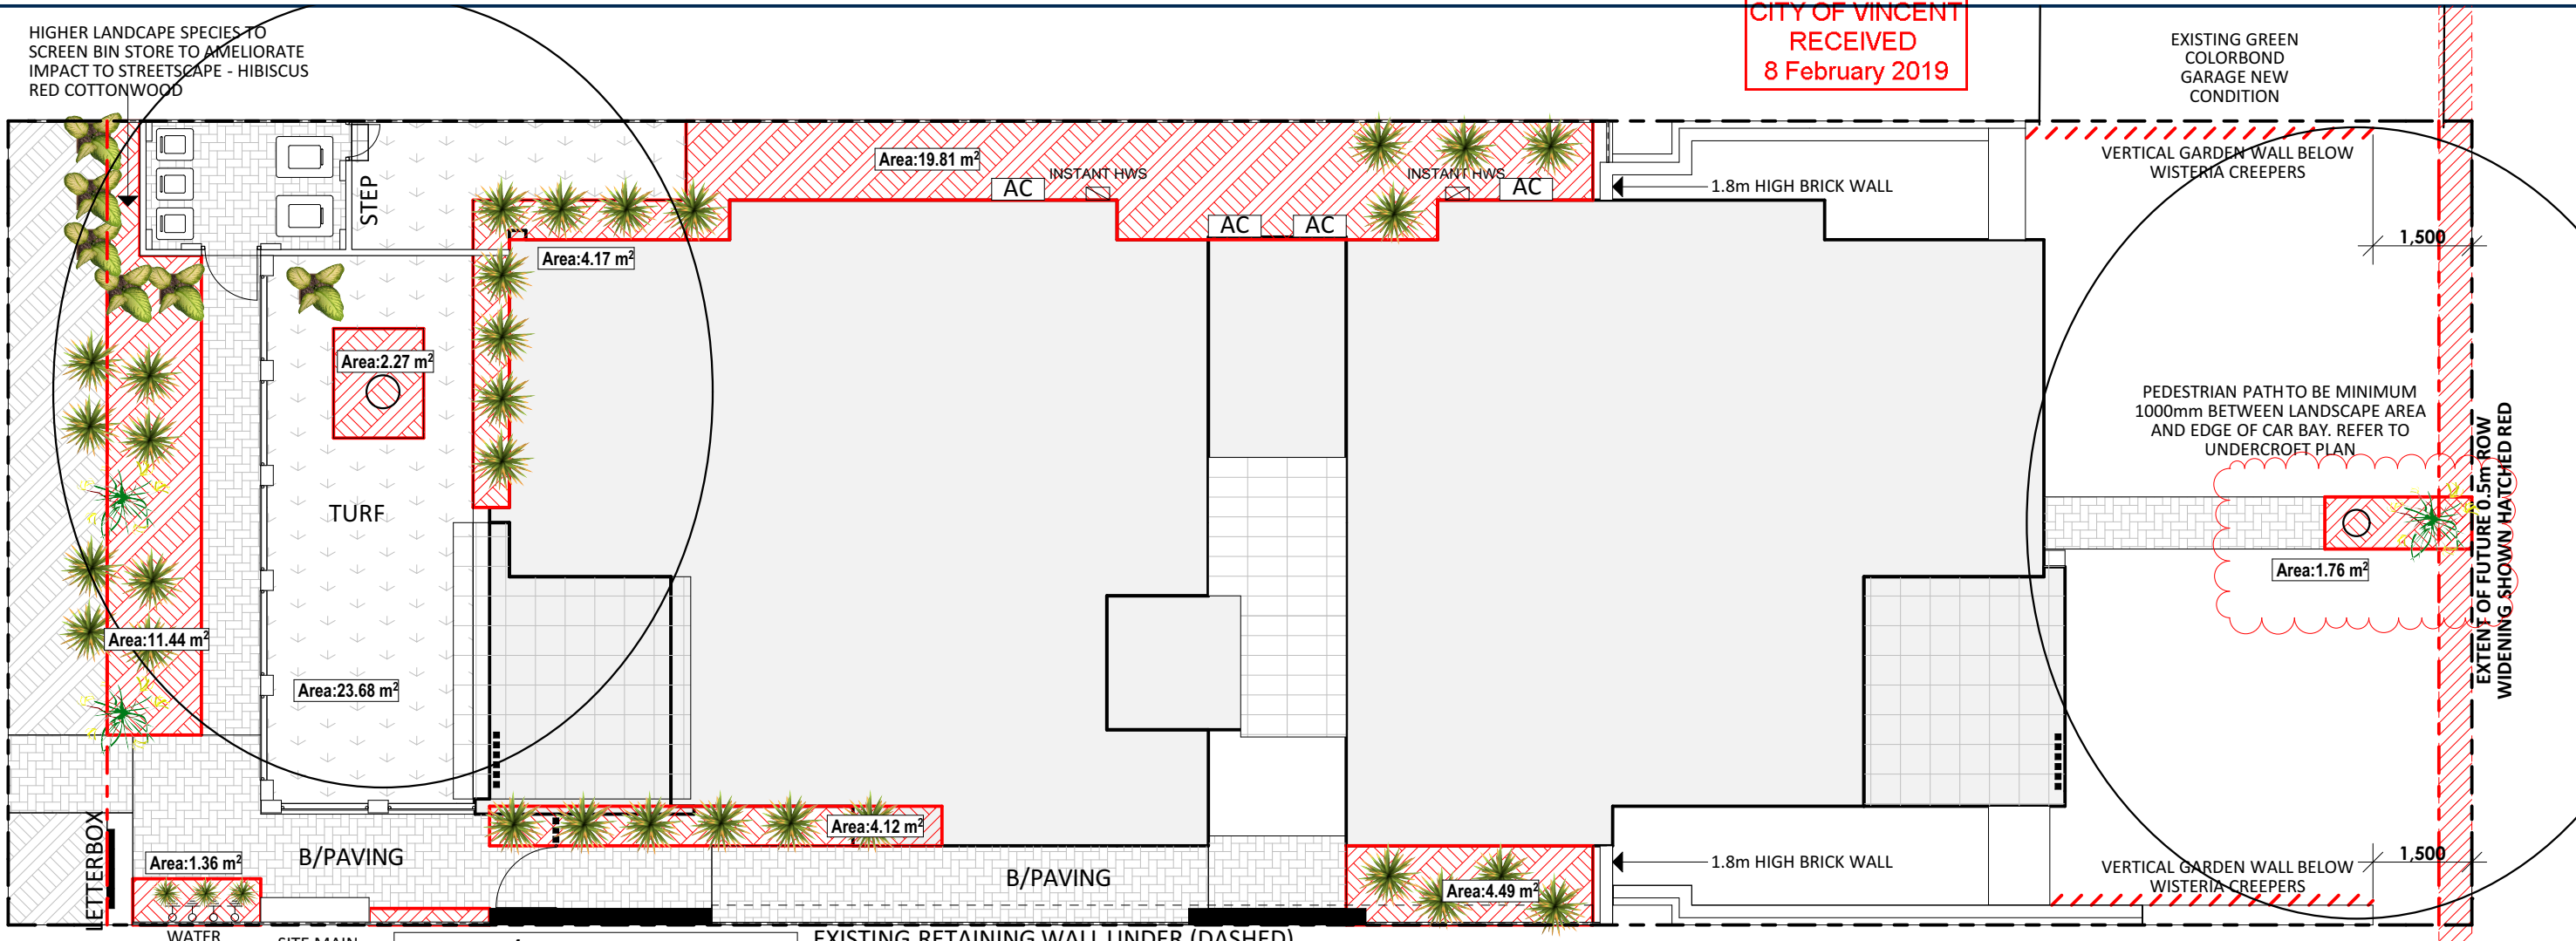 HIGHER LANDSCAPE SPECIES TO
SCREEN BIN STORE TO AMELIORATE
IMPACT TO STREETSCAPE - HIBISCUS
RED COTTONWOOD
CITY OF VINCENT
RECEIVED
8 February 2019
EXISTING GREEN
COLORBOND
GARAGE NEW
CONDITION
STEP
Area:19.81 m²
AC
INSTANT HWS
INSTANT HWS
AC
AC
AC
1.8m HIGH BRICK WALL
VERTICAL GARDEN WALL BELOW
WISTERIA CREEPERS
1,500
Area:4.17 m²
Area:2.27 m²
TURF
PEDESTRIAN PATH TO BE MINIMUM
1000mm BETWEEN LANDSCAPE AREA
AND EDGE OF CAR BAY. REFER TO
UNDERCROFT PLAN
EXTENT OF FUTURE 0.5m ROW
WIDENING SHOWN HATCHED RED
Area:1.76 m²
Area:11.44 m²
Area:23.68 m²
Area:4.12 m²
LETTERBOX
Area:1.36 m²
B/PAVING
B/PAVING
Area:4.49 m²
1.8m HIGH BRICK WALL
VERTICAL GARDEN WALL BELOW
WISTERIA CREEPERS
1,500
WATER
SITE MAIN
EXISTING RETAINING WALL UNDER (DASHED)